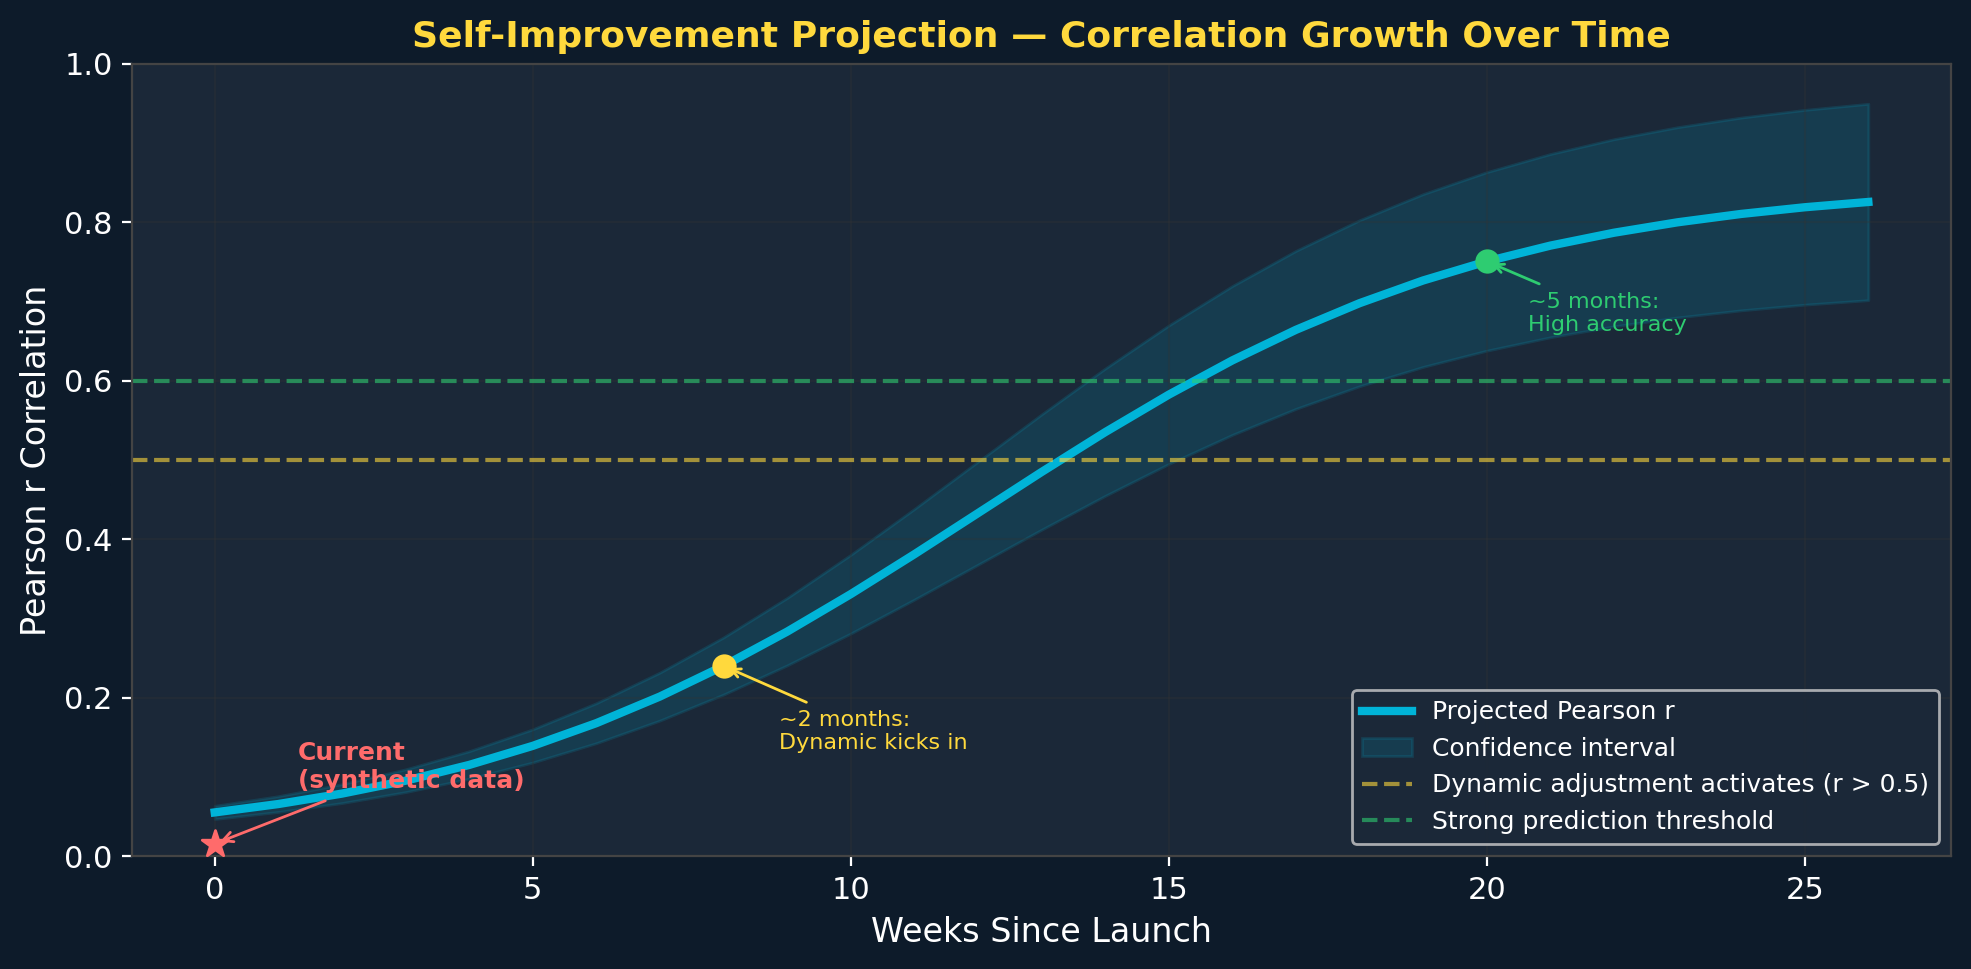 Self-Improvement Projection — Correlation Growth Over Time
Pearson r Correlation
1.0
0.8
0.6
0.4
0.2
0.0
~5 months:
High accuracy
~2 months:
Dynamic kicks in
Current
(synthetic data)
Projected Pearson r
Confidence interval
Dynamic adjustment activates (r > 0.5)
Strong prediction threshold
0 5 10 15 20 25
Weeks Since Launch